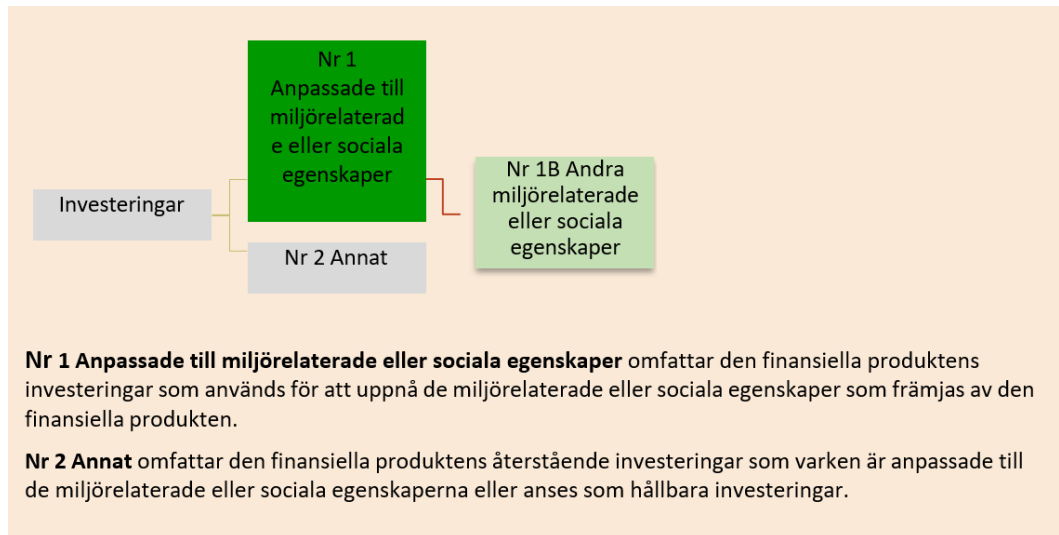 Nr 1
Anpassade till
miljörelaterad
e eller sociala
egenskaper
Nr 1B Andra
miljörelaterade
eller sociala
egenskaper
Investeringar
Nr 2 Annat
Nr 1 Anpassade till miljörelaterade eller sociala egenskaper omfattar den finansiella produktens
investeringar som används för att uppnå de miljörelaterade eller sociala egenskaper som främjas av den
finansiella produkten.
Nr 2 Annat omfattar den finansiella produktens återstående investeringar som varken är anpassade till
de miljörelaterade eller sociala egenskaperna eller anses som hållbara investeringar.